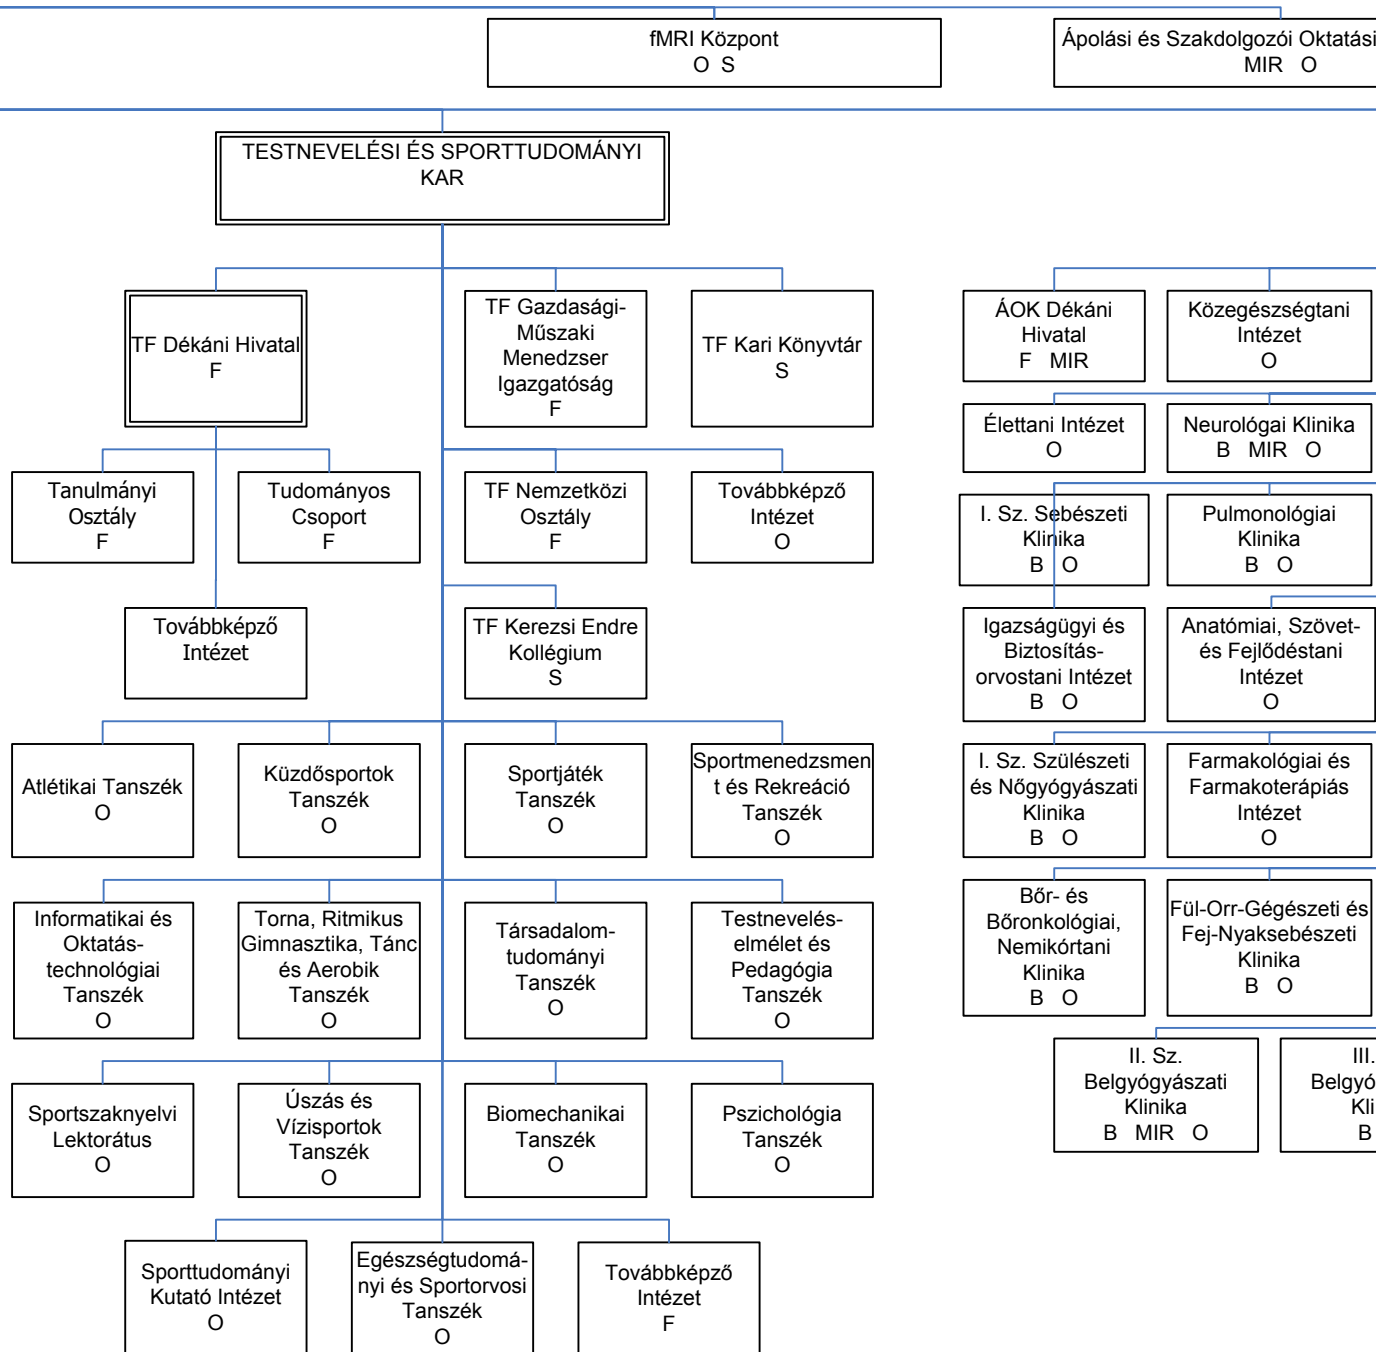 fMRI Központ
O S
Ápolási és Szakdolgozói Oktatási
MIR O
TESTNEVELÉSI ÉS SPORTTUDOMÁNYI
KAR
TF Dékáni Hivatal
F
TF Gazdasági-
Műszaki
Menedzser
Igazgatóság
F
TF Kari Könyvtár
S
Tanulmányi
Osztály
F
Tudományos
Csoport
F
TF Nemzetközi
Osztály
F
Továbbképző
Intézet
O
Továbbképző
Intézet
TF Kerezsi Endre
Kollégium
S
Atlétikai Tanszék
O
Küzdősportok
Tanszék
O
Sportjáték
Tanszék
O
Sportmenedzsmen
t és Rekreáció
Tanszék
O
Informatikai és
Oktatás-
technológiai
Tanszék
O
Torna, Ritmikus
Gimnasztika, Tánc
és Aerobik
Tanszék
O
Társadalom-
tudományi
Tanszék
O
Testnevelés-
elmélet és
Pedagógia
Tanszék
O
Sportszaknyelvi
Lektorátus
O
Úszás és
Vízisportok
Tanszék
O
Biomechanikai
Tanszék
O
Pszichológia
Tanszék
O
Sporttudományi
Kutató Intézet
O
Egészségtudomá-
nyi és Sportorvosi
Tanszék
O
Továbbképző
Intézet
F
ÁOK Dékáni
Hivatal
F MIR
Közegészségtani
Intézet
O
Élettani Intézet
O
Neurológai Klinika
B MIR O
I. Sz. Sebészeti
Klinika
B O
Pulmonológiai
Klinika
B O
Igazságügyi és
Biztosítás-
orvostani Intézet
B O
Anatómiai, Szövet-
és Fejlődéstani
Intézet
O
I. Sz. Szülészeti
és Nőgyógyászati
Klinika
B O
Farmakológiai és
Farmakoterápiás
Intézet
O
Bőr- és
Bőronkológiai,
Nemikórtani
Klinika
B O
Fül-Orr-Gégészeti és
Fej-Nyaksebészeti
Klinika
B O
II. Sz.
Belgyógyászati
Klinika
B MIR O
III.
Belgyó
Kli
B